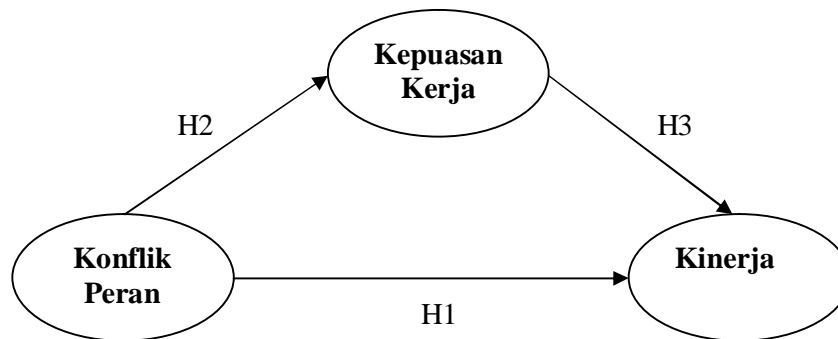 Kepuasan
Kerja
H2
H3
Konflik
Peran
Kinerja
H1